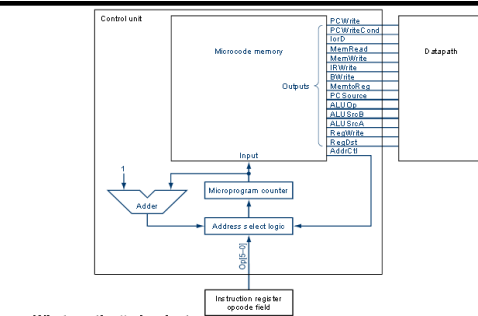 Control unit
Microcode memory
Outputs
Input
PCWrite
PCWriteCond
IorD
MemRead
MemWrite
IRWrite
BWrite
MemtoReg
PCSource
ALUOp
ALUSrcB
ALUSrcA
RegWrite
RegDst
AddrCtl
Datapath
1
Adder
Microprogram counter
Address select logic
Op[5–0]
Instruction register
opcode field